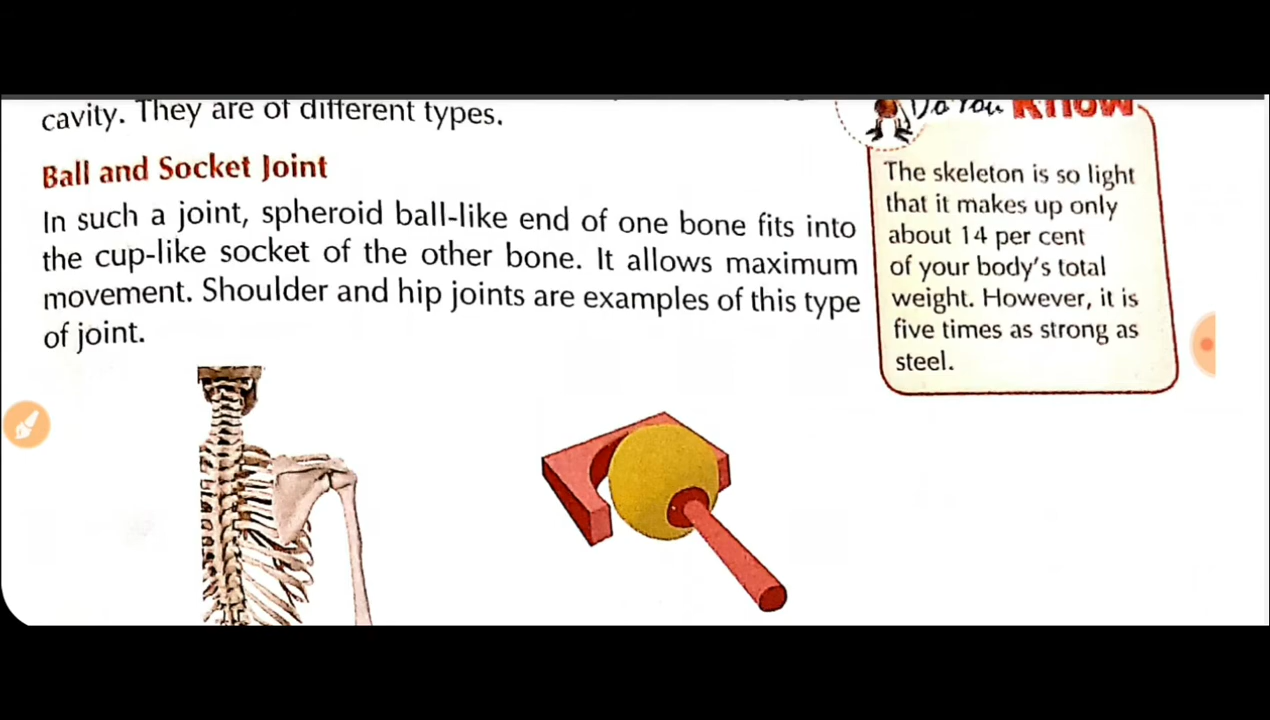 cavity. They are of different types.
Ball and Socket Joint
In such a joint, spheroid ball-like end of one bone fits into
the cup-like socket of the other bone. It allows maximum
movement. Shoulder and hip joints are examples of this type
of joint.
Do You Know
The skeleton is so light
that it makes up only
about 14 per cent
of your body's total
weight. However, it is
five times as strong as
steel.